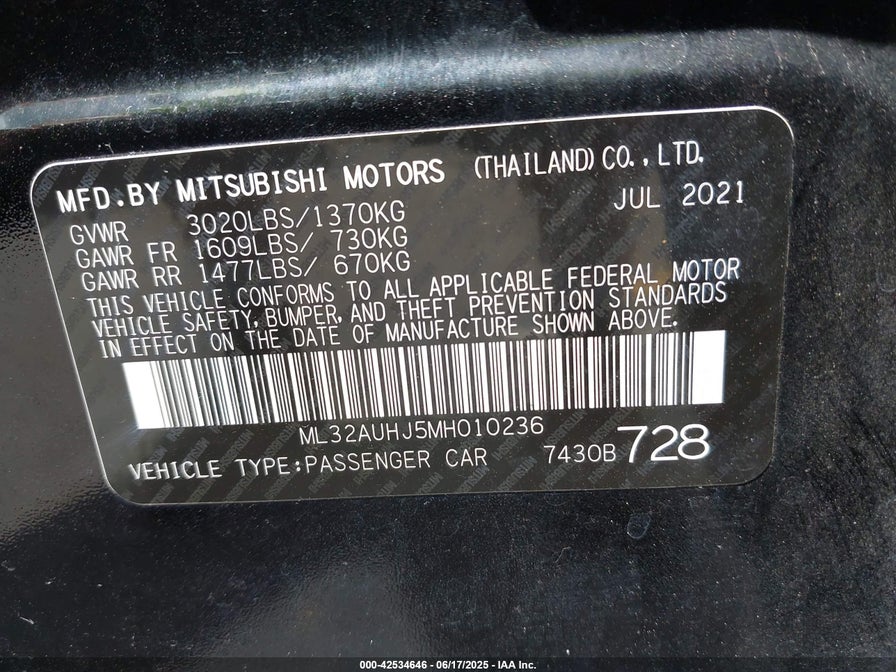 MFD.BY MITSUBISHI MOTORS (THAILAND) CO.,LTD.
GVWR 3020LBS/1370KG JUL 2021
GAWR FR 1609LBS/ 730KG
GAWR RR 1477LBS/ 670KG
THIS VEHICLE CONFORMS TO ALL APPLICABLE FEDERAL MOTOR
VEHICLE SAFETY, BUMPER, AND THEFT PREVENTION STANDARDS
IN EFFECT ON THE DATE OF MANUFACTURE SHOWN ABOVE.
ML32AUHJ5MH010236
VEHICLE TYPE:PASSENGER CAR 7430B 728
000-42534646 - 06/17/2025 - IAA Inc.